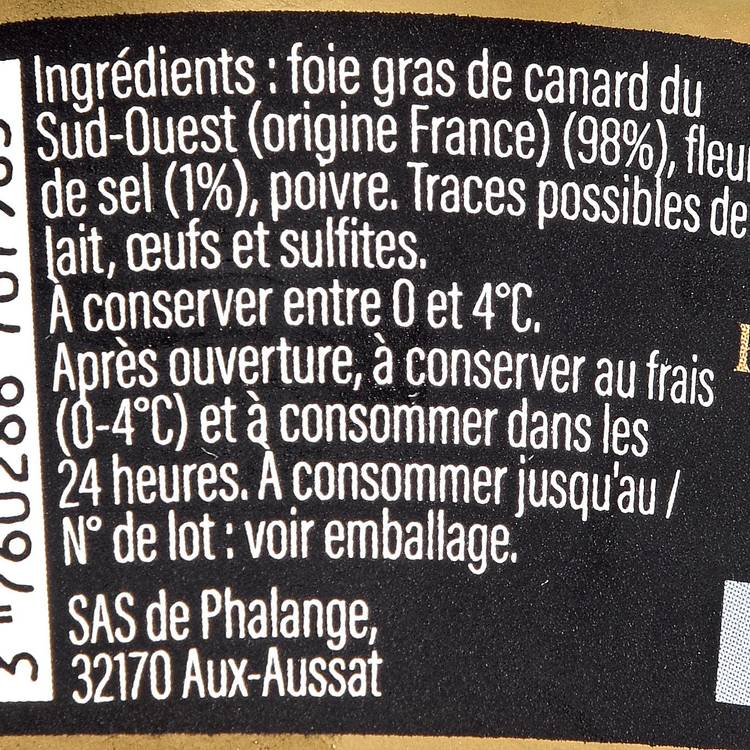 Ingrédients : foie gras de canard du
Sud-Ouest (origine France) (98%), fleur
de sel (1%), poivre. Traces possibles de
lait, œufs et sulfites.
À conserver entre 0 et 4°C.
Après ouverture, à conserver au frais
(0-4°C) et à consommer dans les
24 heures. À consommer jusqu'au /
N° de lot : voir emballage.
SAS de Phalange,
32170 Aux-Aussat